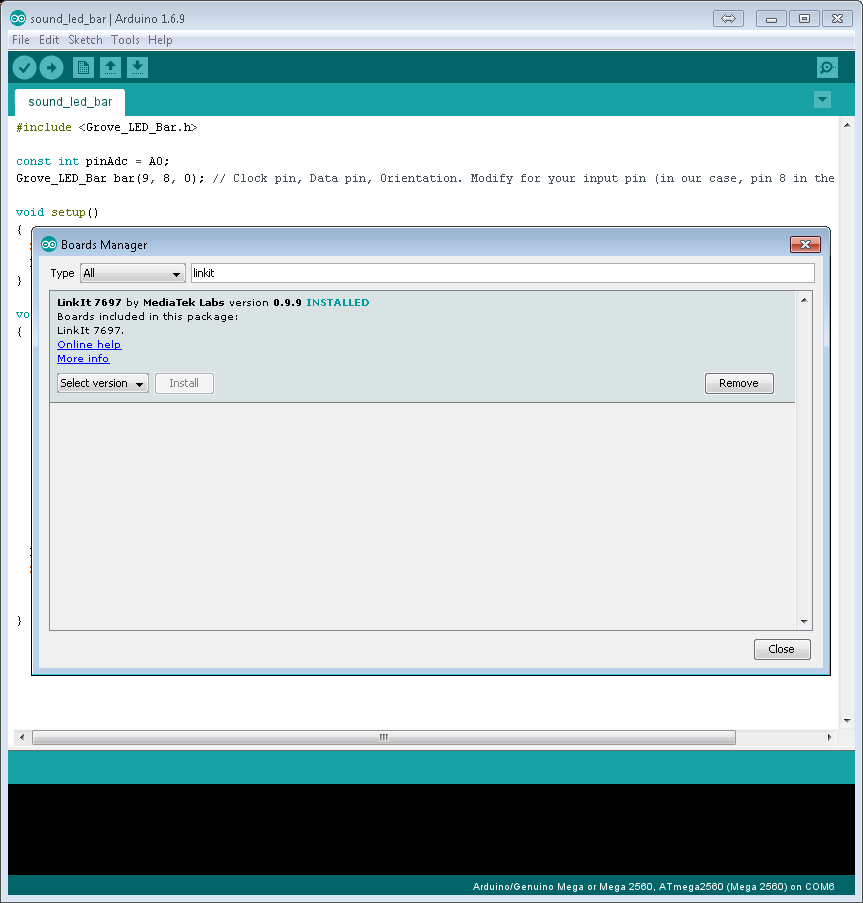 sound_led_bar | Arduino 1.6.9
File Edit Sketch Tools Help
sound_led_bar
#include <Grove_LED_Bar.h>
const int pinAdc = A0;
Grove_LED_Bar bar(9, 8, 0); // Clock pin, Data pin, Orientation. Modify for your input pin (in our case, pin 8 in the
void setup()
{
Boards Manager
Type All linkit
}
LinkIt 7697 by MediaTek Labs version 0.9.9 INSTALLED
vo
Boards included in this package:
{
LinkIt 7697.
Online help
More info
Select version Install Remove
}
Close
Arduino/Genuino Mega or Mega 2560, ATmega2560 (Mega 2560) on COM6